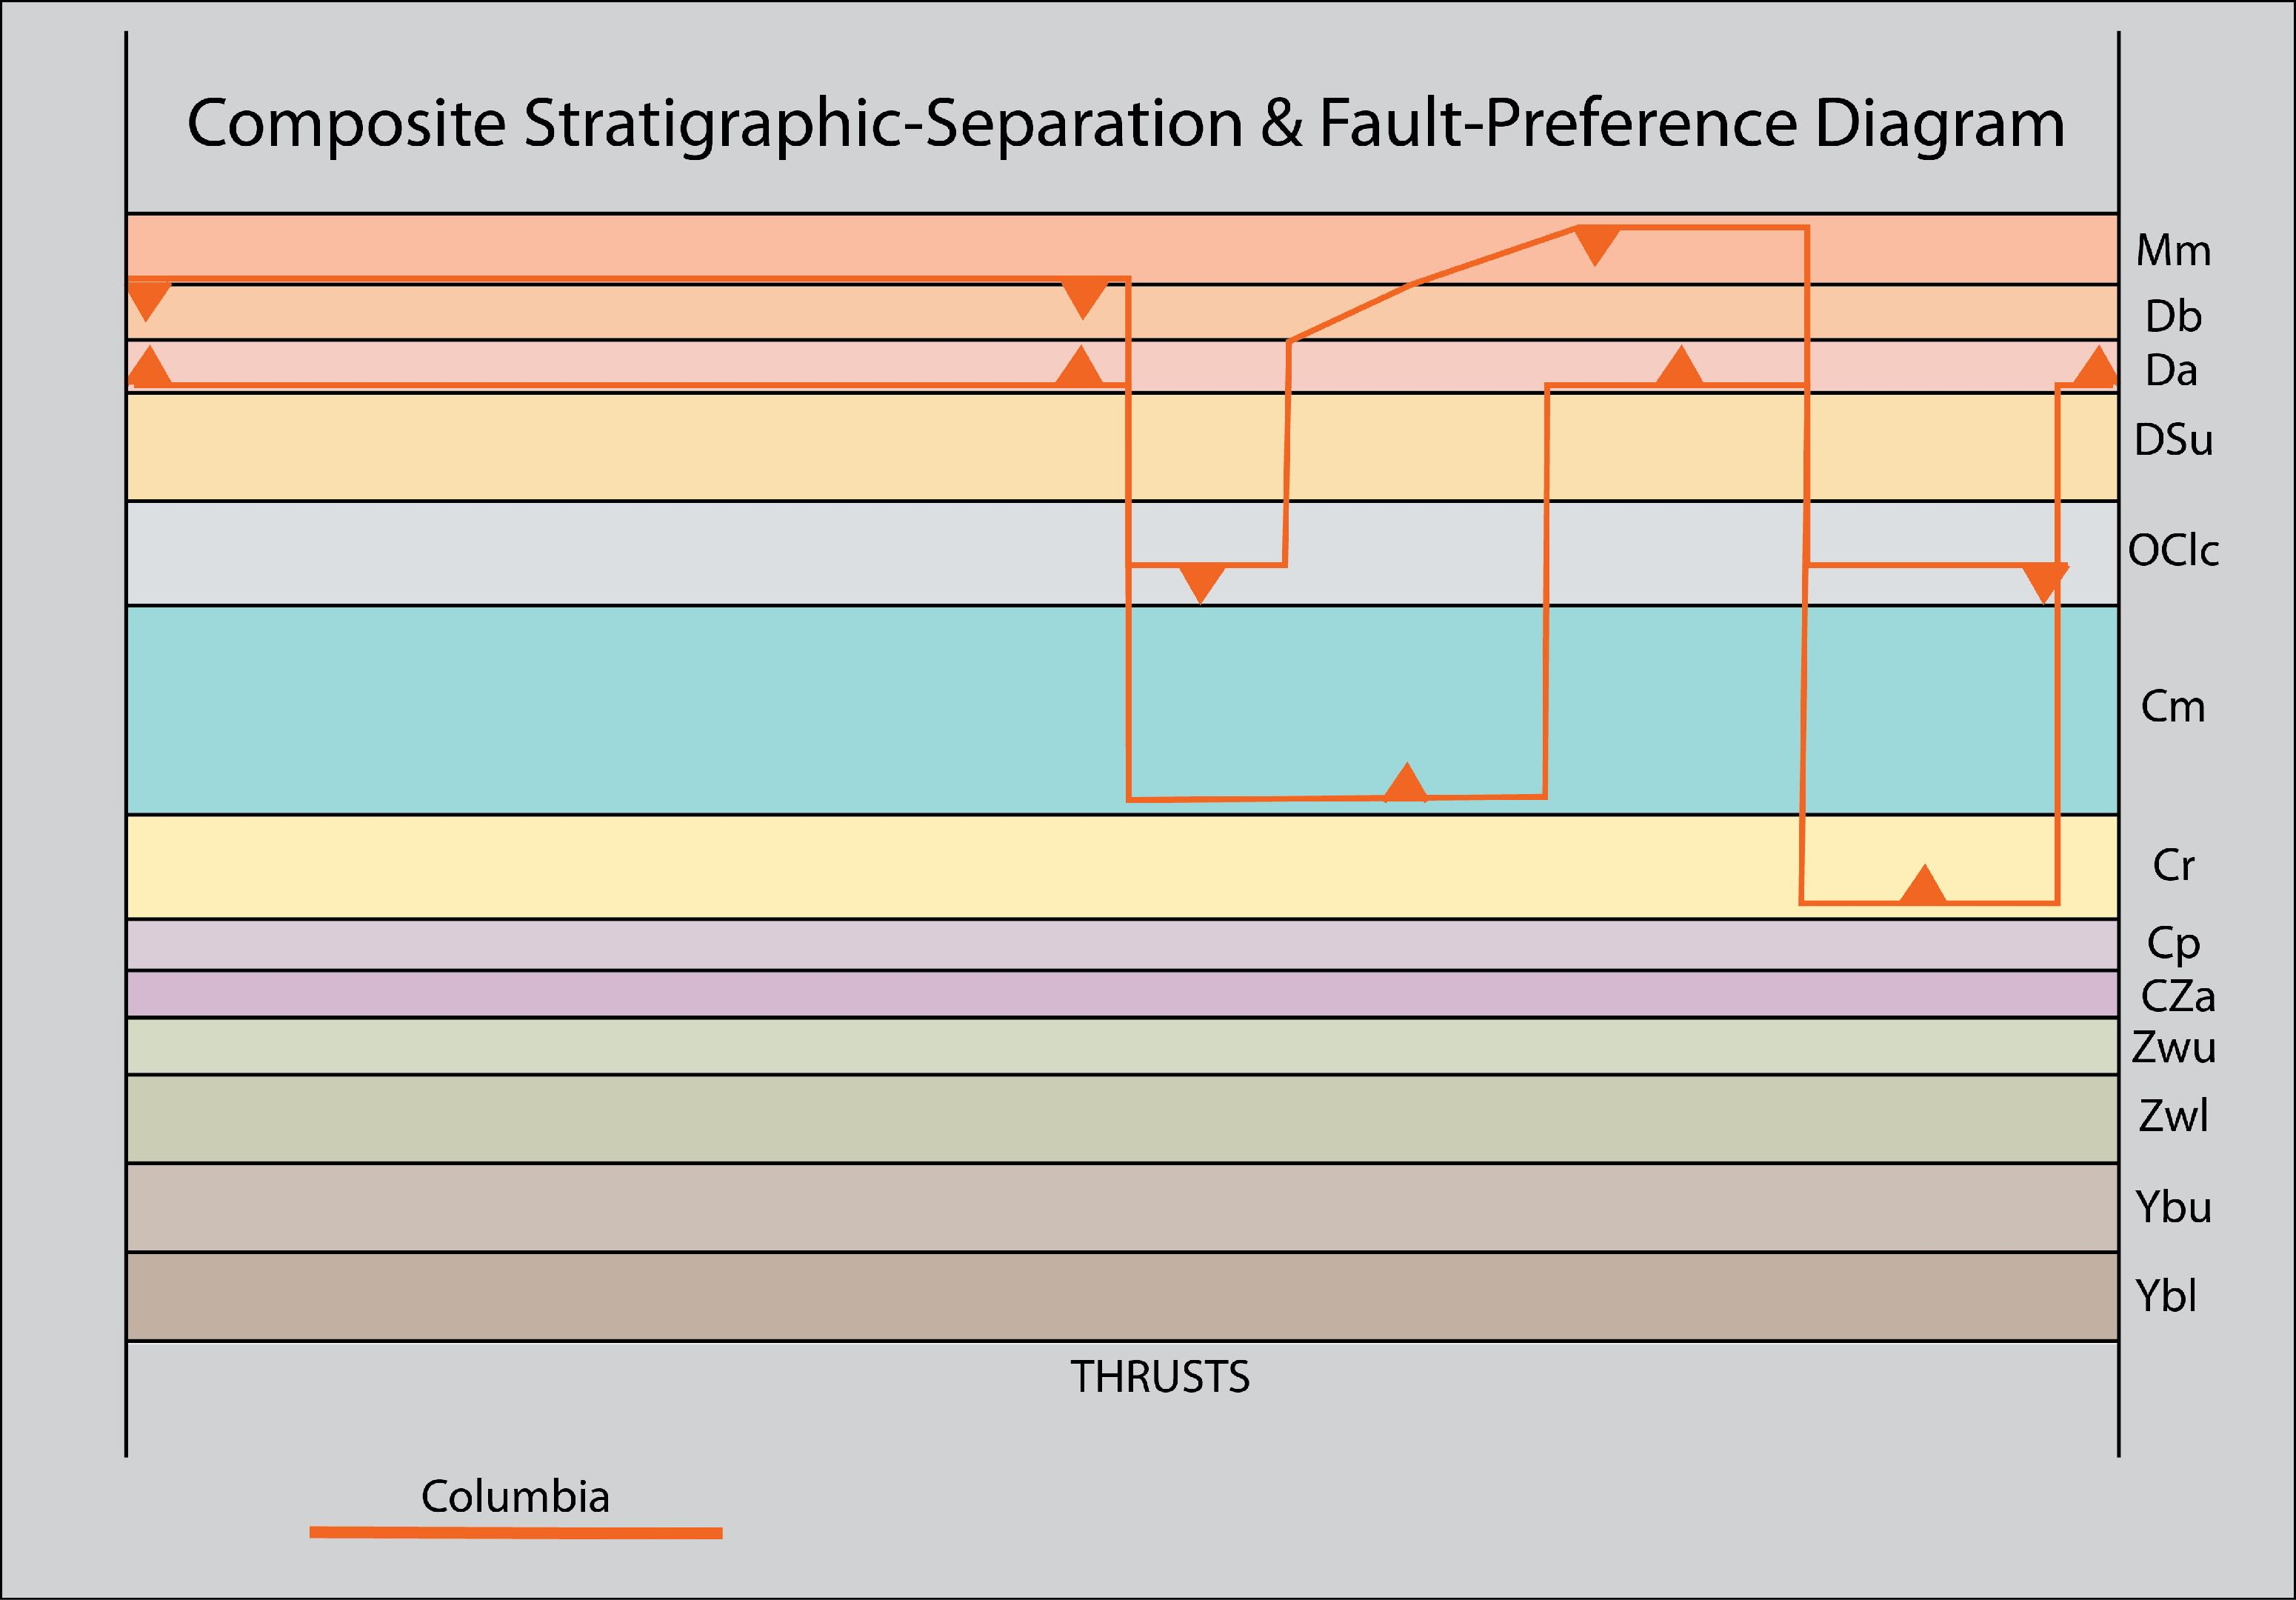 Composite Stratigraphic-Separation & Fault-Preference Diagram
Mm
Db
Da
DSu
OClc
Cm
Cr
Cp
CZa
Zwu
Zwl
Ybu
Ybl
THRUSTS
Columbia